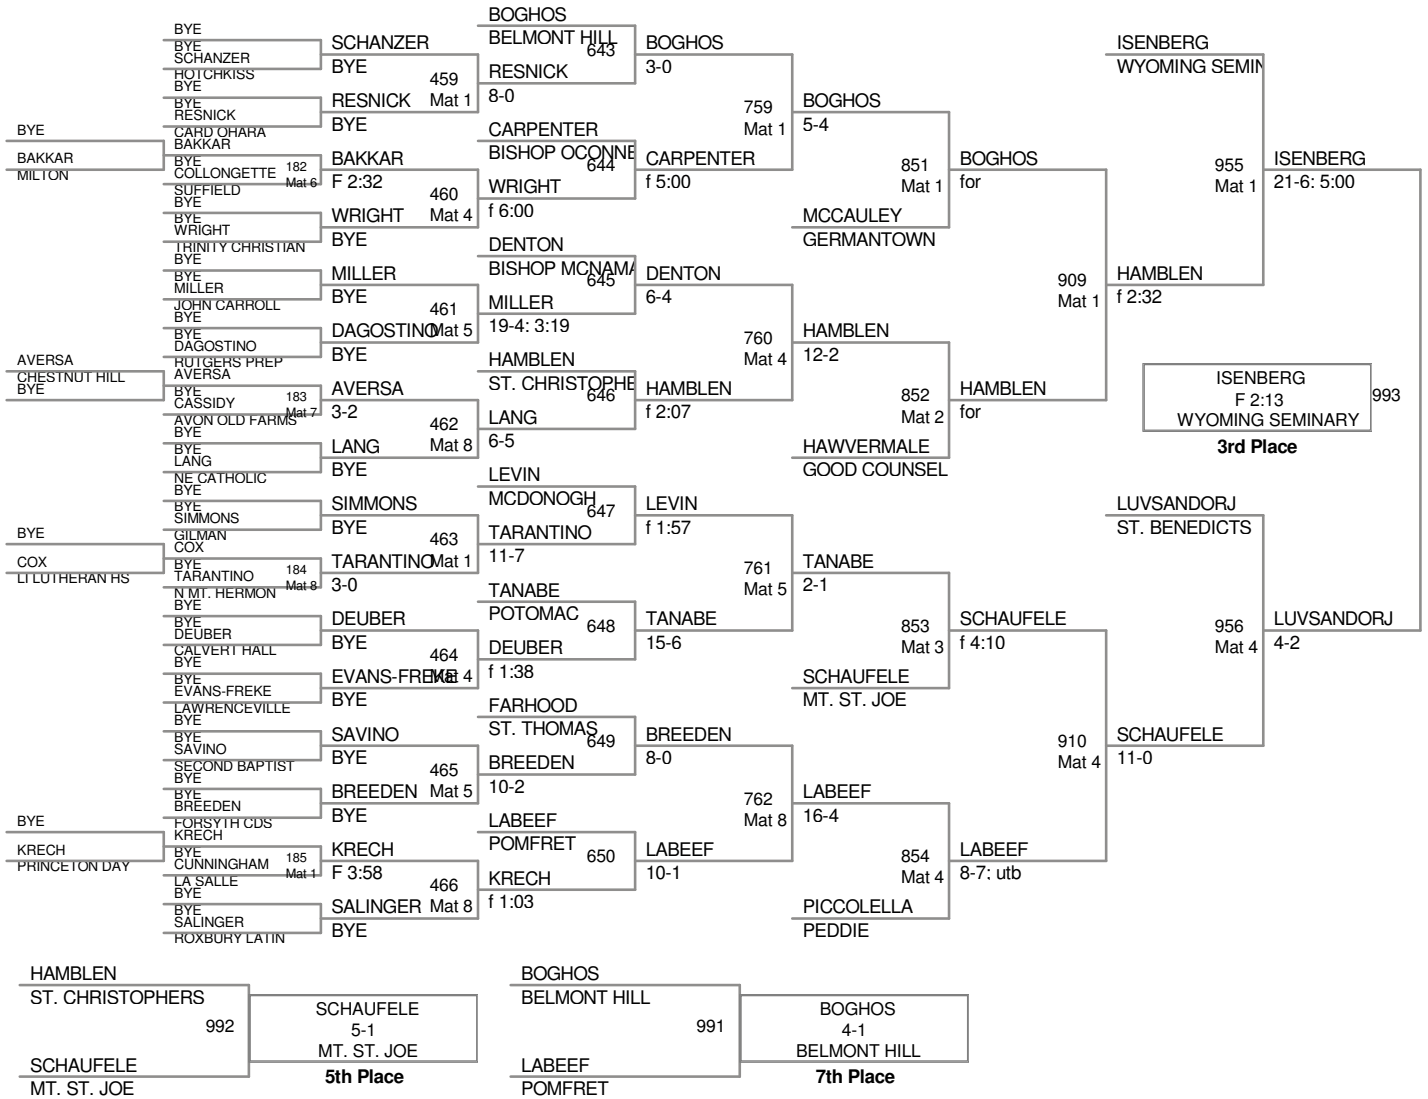 BYE
BAKKAR
MILTON
AVERSA
CHESTNUT HILL
BYE
BYE
COX
LI LUTHERAN HS
BYE
KRECH
PRINCETON DAY
BYE
BYE
SCHANZER
HOTCHKISS
BYE
BYE
RESNICK
CARD OHARA
BAKKAR
BYE
COLLONGETTE
182
Mat 6
SUFFIELD
BYE
BYE
WRIGHT
TRINITY CHRISTIAN
BYE
BYE
MILLER
JOHN CARROLL
BYE
BYE
DAGOSTINO
RUTGERS PREP
AVERSA
BYE
CASSIDY
183
Mat 7
AVON OLD FARMS
BYE
BYE
LANG
NE CATHOLIC
BYE
BYE
SIMMONS
GILMAN
COX
BYE
TARANTINO
184
Mat 8
N MT. HERMON
BYE
BYE
DEUBER
CALVERT HALL
BYE
BYE
EVANS-FREKE
LAWRENCEVILLE
BYE
BYE
SAVINO
SECOND BAPTIST
BYE
BYE
BREEDEN
FORSYTH CDS
KRECH
BYE
CUNNINGHAM
185
Mat 1
LA SALLE
BYE
BYE
SALINGER
ROXBURY LATIN
SCHANZER
BYE
459
Mat 1
RESNICK
BYE
BAKKAR
F 2:32
460
Mat 4
WRIGHT
BYE
MILLER
BYE
461
Mat 5
DAGOSTINO
BYE
AVERSA
3-2
462
Mat 8
LANG
BYE
SIMMONS
BYE
463
Mat 1
TARANTINO
3-0
DEUBER
BYE
464
Mat 4
EVANS-FREKE
BYE
SAVINO
BYE
465
Mat 5
BREEDEN
BYE
KRECH
F 3:58
466
Mat 8
SALINGER
BYE
BOGHOS
BELMONT HILL
643
RESNICK
8-0
CARPENTER
BISHOP OCONNE
644
WRIGHT
f 6:00
DENTON
BISHOP MCNAMA
645
MILLER
19-4: 3:19
HAMBLEN
ST. CHRISTOPHE
646
LANG
6-5
LEVIN
MCDONOGH
647
TARANTINO
11-7
TANABE
POTOMAC
648
DEUBER
f 1:38
FARHOOD
ST. THOMAS
649
BREEDEN
10-2
LABEEF
POMFRET
650
KRECH
f 1:03
BOGHOS
3-0
759
Mat 1
CARPENTER
f 5:00
DENTON
6-4
760
Mat 4
HAMBLEN
f 2:07
LEVIN
f 1:57
761
Mat 5
TANABE
15-6
BREEDEN
8-0
762
Mat 8
LABEEF
10-1
BOGHOS
5-4
851
Mat 1
MCCAULEY
GERMANTOWN
HAMBLEN
12-2
852
Mat 2
HAWVERMALE
GOOD COUNSEL
TANABE
2-1
853
Mat 3
SCHAUFELE
MT. ST. JOE
LABEEF
16-4
854
Mat 4
PICCOLELLA
PEDDIE
BOGHOS
for
909
Mat 1
HAMBLEN
for
SCHAUFELE
f 4:10
910
Mat 4
LABEEF
8-7: utb
ISENBERG
WYOMING SEMIN
955
Mat 1
HAMBLEN
f 2:32
LUVSANDORJ
ST. BENEDICTS
956
Mat 4
SCHAUFELE
11-0
ISENBERG
21-6: 5:00
LUVSANDORJ
4-2
ISENBERG
F 2:13
WYOMING SEMINARY
993
3rd Place
HAMBLEN
ST. CHRISTOPHERS
992
SCHAUFELE
MT. ST. JOE
SCHAUFELE
5-1
MT. ST. JOE
5th Place
BOGHOS
BELMONT HILL
991
LABEEF
POMFRET
BOGHOS
4-1
BELMONT HILL
7th Place